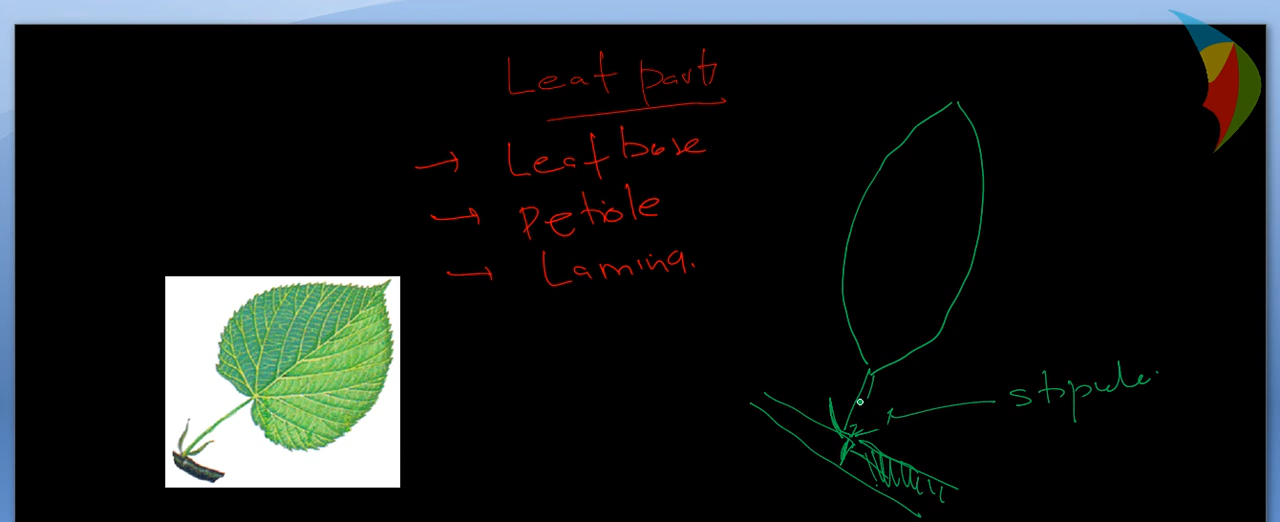 Leaf parts
→ Leaf base
→ Petiole
→ Lamina.
stipule.